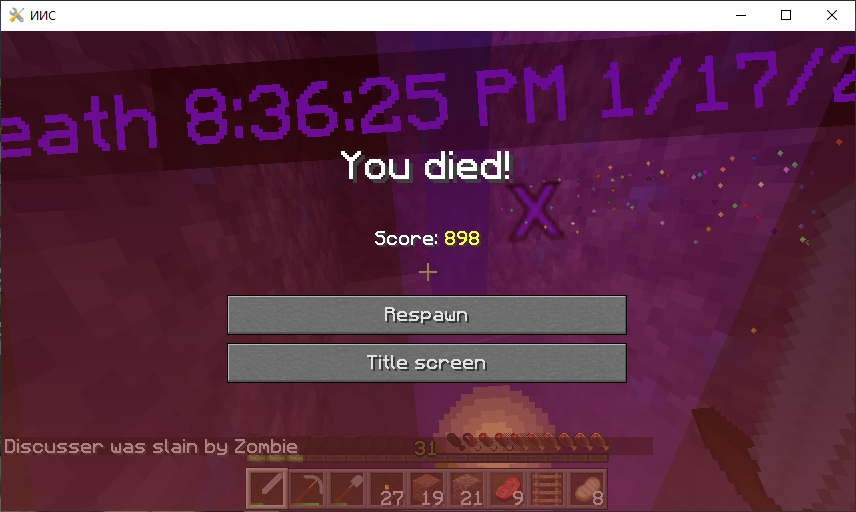 ИИС
eath 8:36:25 PM 1/17/2
You died!
X
Score: 898
Respawn
Title screen
Discusser was slain by Zombie
31
27 19 21 9 8